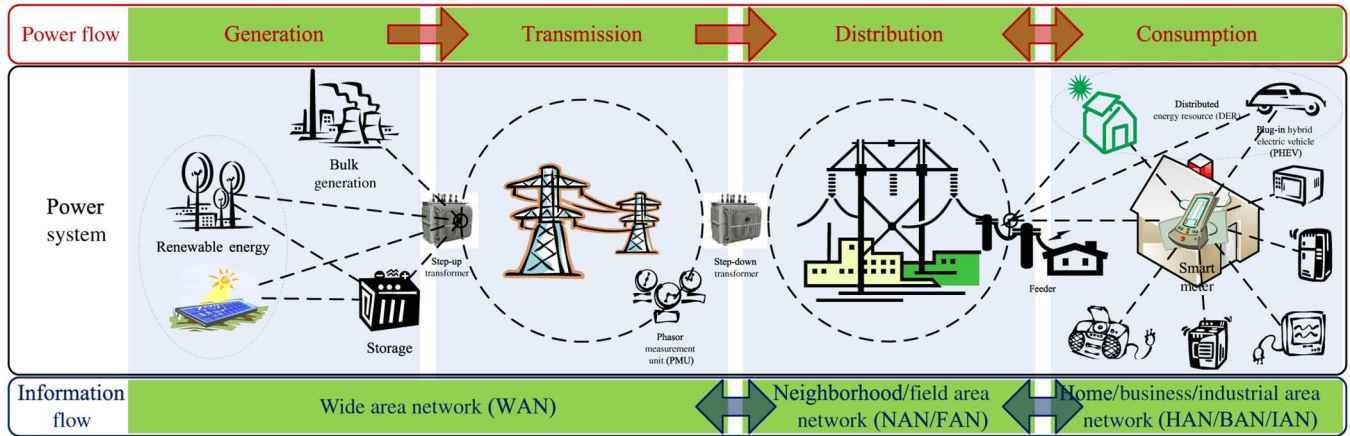 Power flow
Generation
Transmission
Distribution
Consumption
Power
system
Bulk
generation
Renewable energy
Storage
Step-up
transformer
Phasor
measurement
unit (PMU)
Step-down
transformer
Feeder
Distributed
energy resource (DER)
Plug-in hybrid
electric vehicle
(PHEV)
Smart
meter
Information
flow
Wide area network (WAN)
Neighborhood/field area
network (NAN/FAN)
Home/business/industrial area
network (HAN/BAN/IAN)